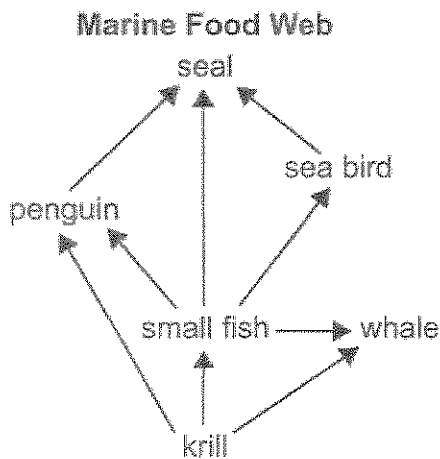 Marine Food Web
seal
sea bird
penguin
small fish
whale
krill